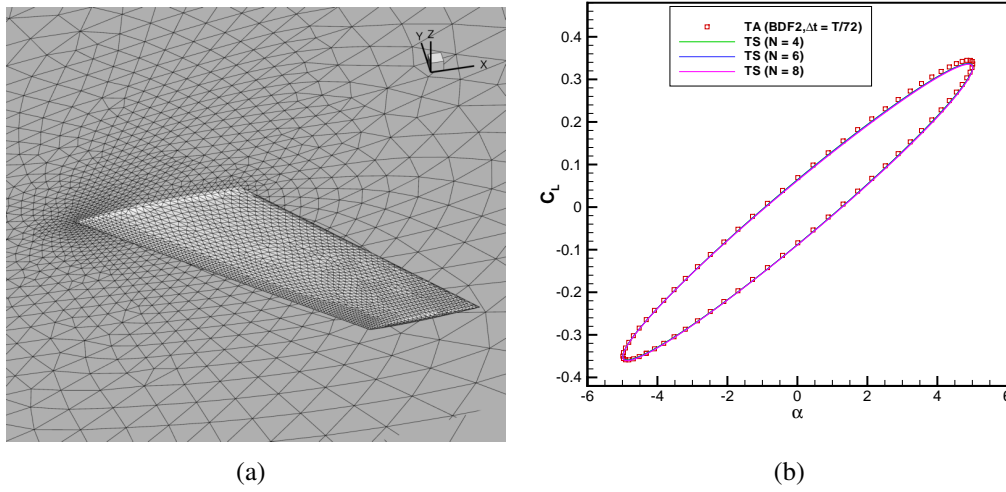 Y
Z
X
TA (BDF2,Δt = T/72)
TS (N = 4)
TS (N = 6)
TS (N = 8)
0.4
0.3
0.2
0.1
0
-0.1
-0.2
-0.3
-0.4
C_L
-6
-4
-2
0
2
4
6
α
(a)
(b)